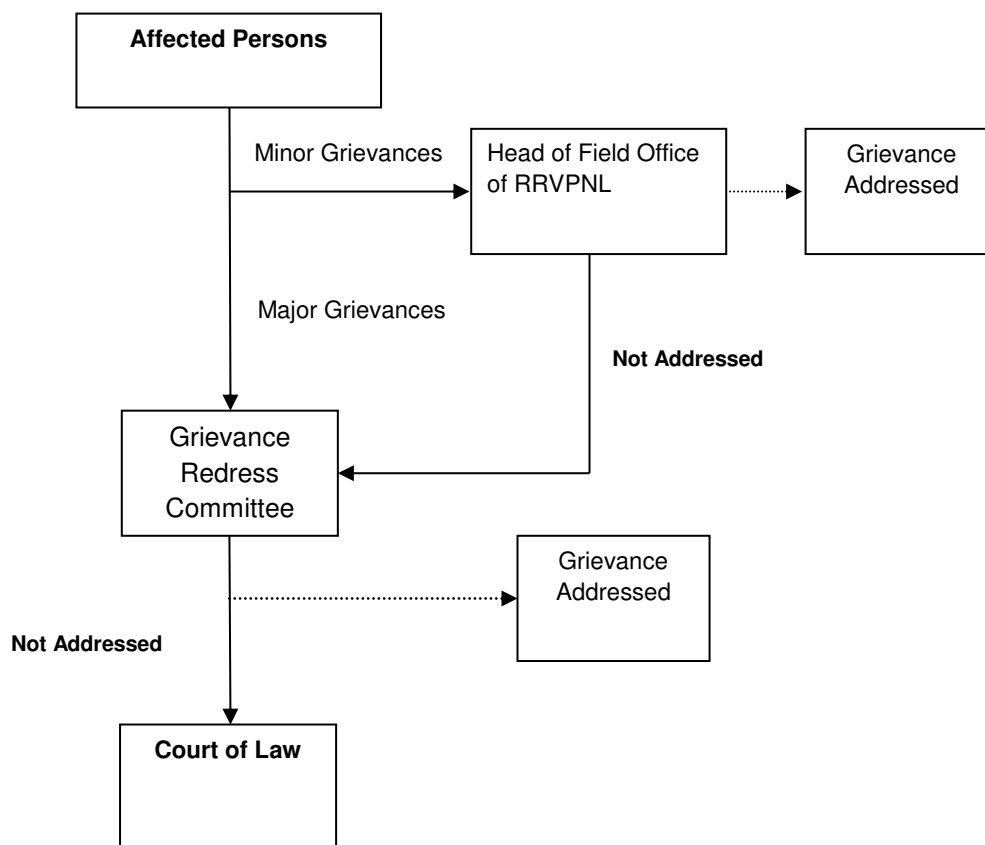 Affected Persons
Minor Grievances
Head of Field Office
of RRVPNL
Grievance
Addressed
Major Grievances
Not Addressed
Grievance
Redress
Committee
Grievance
Addressed
Not Addressed
Court of Law